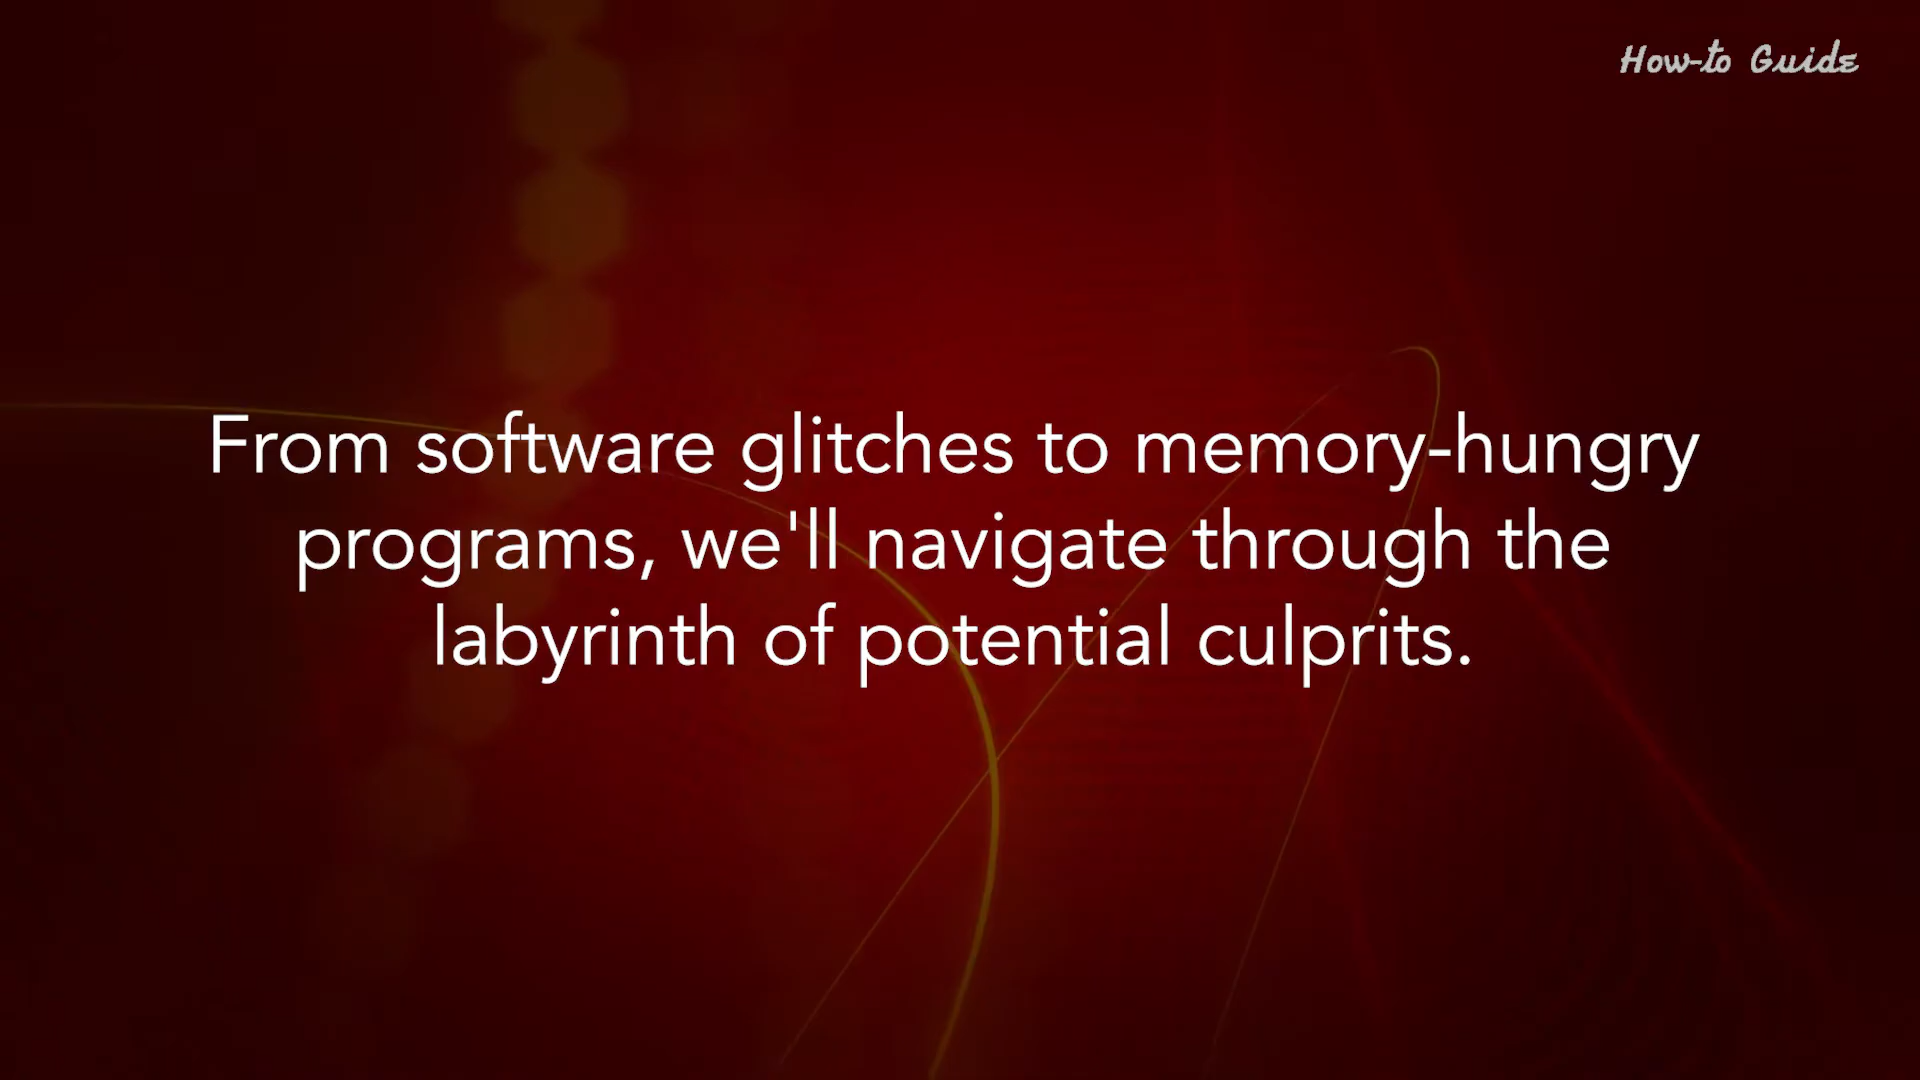 How-to Guide
From software glitches to memory-hungry
programs, we'll navigate through the
labyrinth of potential culprits.